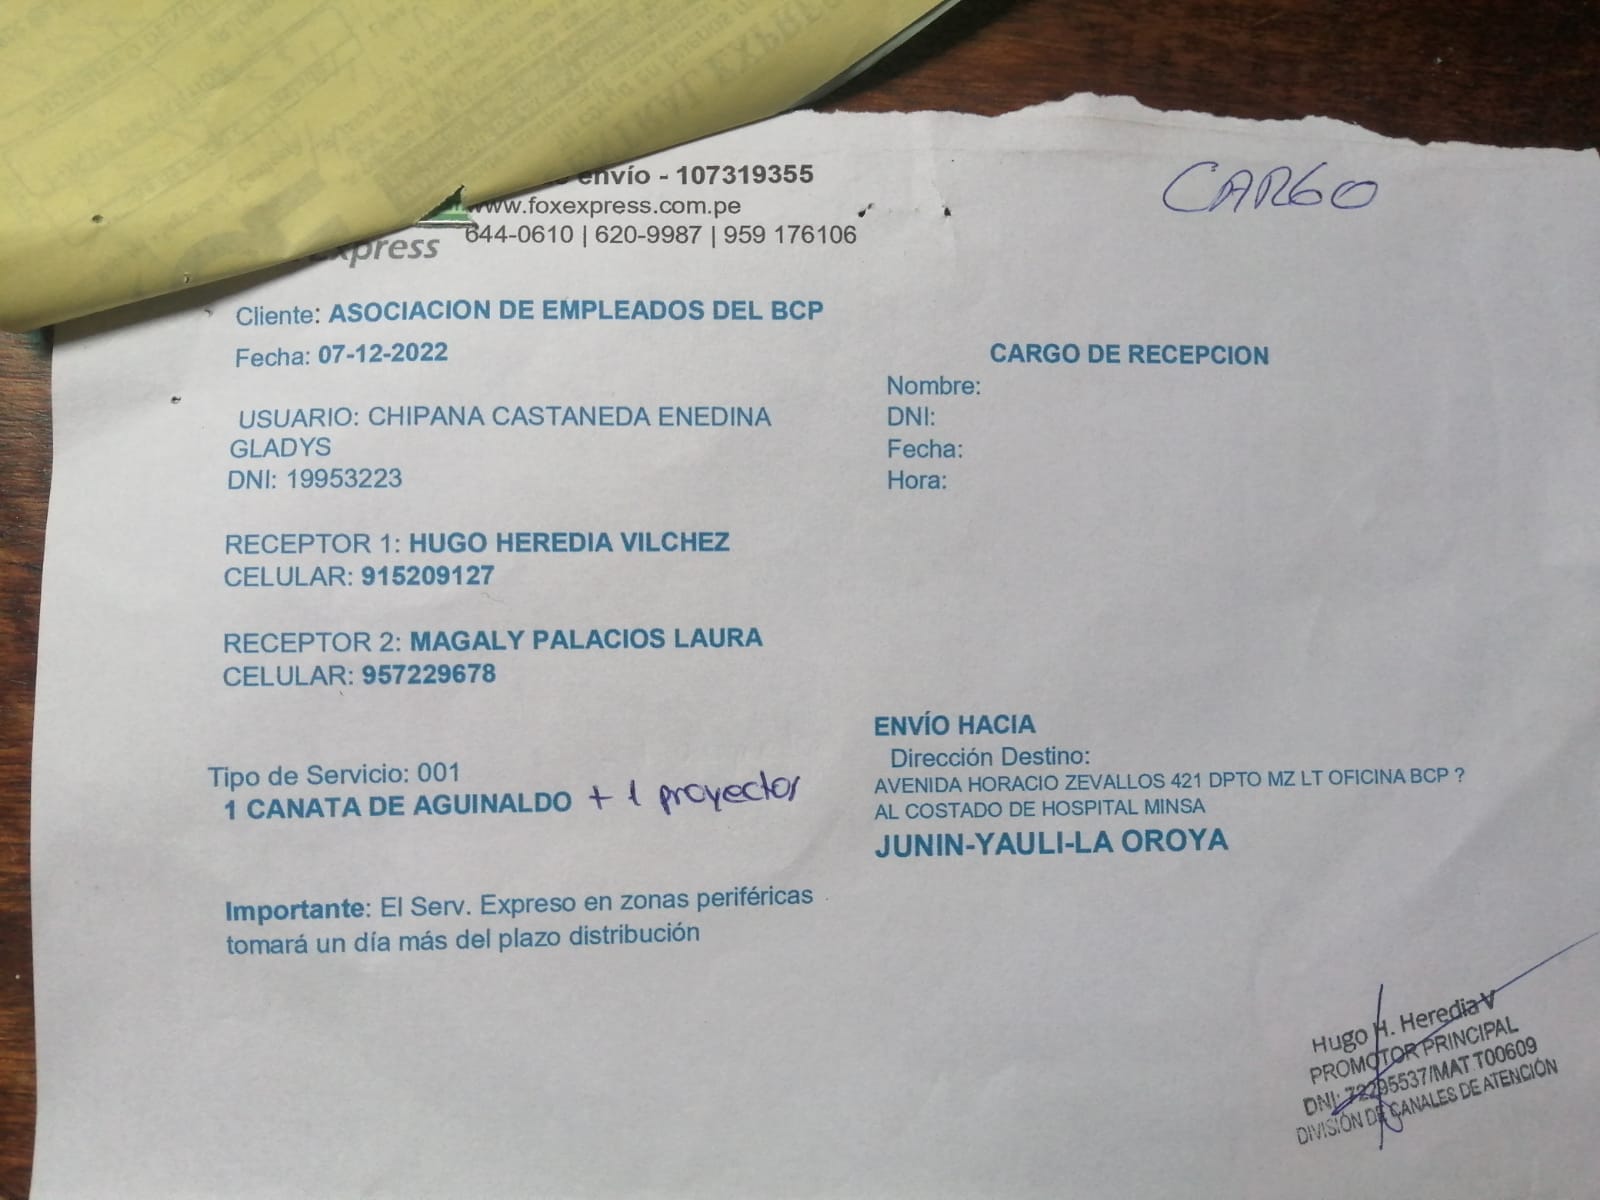 envío - 107319355
www.foxexpress.com.pe
644-0610 | 620-9987 | 959 176106
xpress
CARGO
Cliente: ASOCIACION DE EMPLEADOS DEL BCP
Fecha: 07-12-2022
USUARIO: CHIPANA CASTANEDA ENEDINA
GLADYS
DNI: 19953223
CARGO DE RECEPCION
Nombre:
DNI:
Fecha:
Hora:
RECEPTOR 1: HUGO HEREDIA VILCHEZ
CELULAR: 915209127
RECEPTOR 2: MAGALY PALACIOS LAURA
CELULAR: 957229678
Tipo de Servicio: 001
1 CANATA DE AGUINALDO + 1 proyector
ENVÍO HACIA
Dirección Destino:
AVENIDA HORACIO ZEVALLOS 421 DPTO MZ LT OFICINA BCP ?
AL COSTADO DE HOSPITAL MINSA
JUNIN-YAULI-LA OROYA
Importante: El Serv. Expreso en zonas periféricas
tomará un día más del plazo distribución
Hugo H. Heredia V
PROMOTOR PRINCIPAL
DNI: 72295537/MAT T00609
DIVISIÓN DE CANALES DE ATENCIÓN